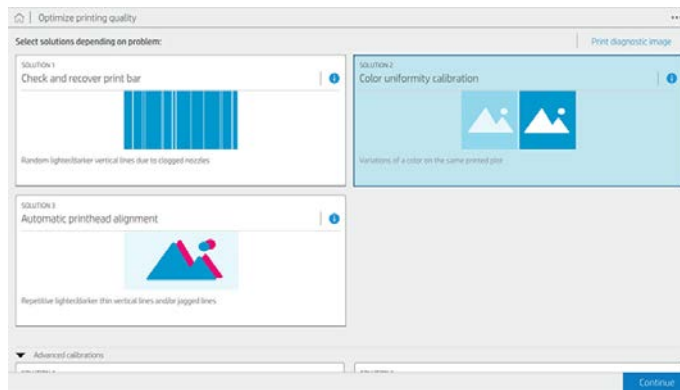 Optimize printing quality
Select solutions depending on problem:
Print diagnostic image
SOLUTION 1
Check and recover print bar
Random lighter/darker vertical lines due to clogged nozzles
SOLUTION 2
Color uniformity calibration
Variations of a color on the same printed plot
SOLUTION 3
Automatic printhead alignment
Repetitive lighter/darker thin vertical lines and/or jagged lines
Advanced calibrations
Continue